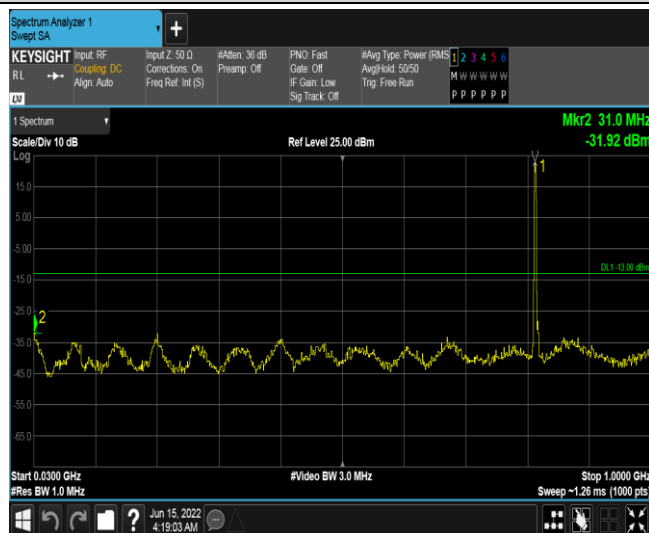 Spectrum Analyzer 1
Swept SA
+
KEYSIGHT
RL
LXI
Input: RF
Coupling: DC
Align: Auto
Input Z: 50 Ω
Corrections: On
Freq Ref: Int (S)
#Atten: 36 dB
Preamp: Off
PNO: Fast
Gate: Off
IF Gain: Low
Sig Track: Off
#Avg Type: Power (RMS
Avg|Hold: 50/50
Trig: Free Run
1 2 3 4 5 6
M W W W W W
P P P P P P
1 Spectrum
Mkr2 31.0 MHz
Scale/Div 10 dB
Ref Level 25.00 dBm
-31.92 dBm
Log
1
15.0
5.00
-5.00
DL1 -13.00 dBm
-15.0
-25.0
2
-35.0
-45.0
-55.0
-65.0
Start 0.0300 GHz
#Video BW 3.0 MHz
Stop 1.0000 GHz
#Res BW 1.0 MHz
Sweep ~1.26 ms (1000 pts)
?
Jun 15, 2022
4:19:03 AM